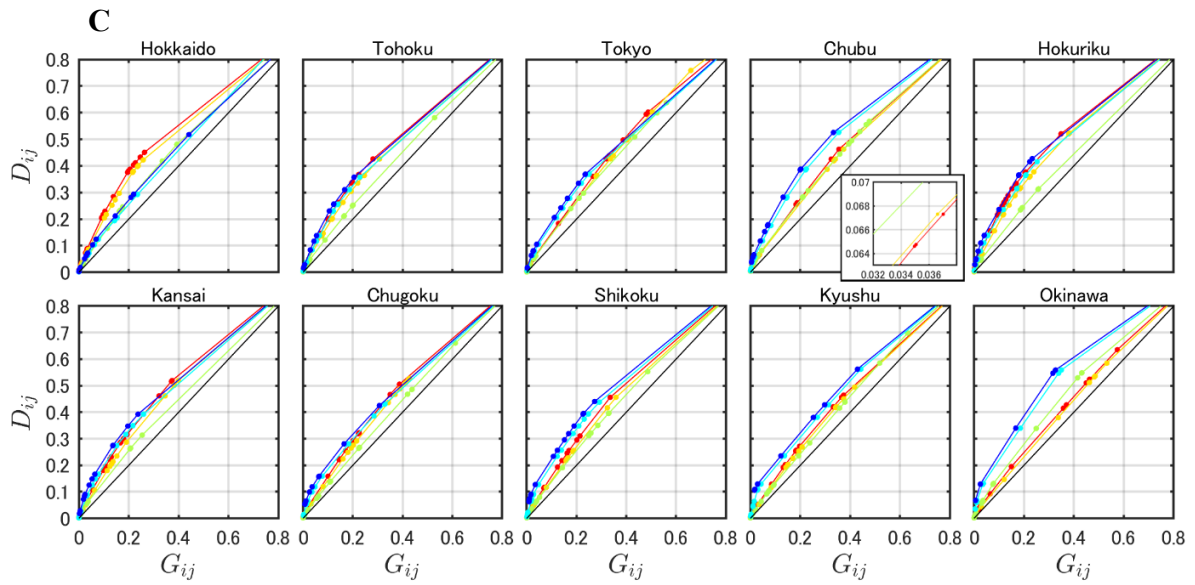 C
Hokkaido Tohoku Tokyo Chubu Hokuriku
0.8
0.7
0.6
0.5
0.4
0.3
0.2
0.1
0
D_{ij}
0.07
0.068
0.066
0.064
0.032 0.034 0.036
Kansai Chugoku Shikoku Kyushu Okinawa
0.8
0.7
0.6
0.5
0.4
0.3
0.2
0.1
0
D_{ij}
0 0.2 0.4 0.6 0.8 0 0.2 0.4 0.6 0.8 0 0.2 0.4 0.6 0.8 0 0.2 0.4 0.6 0.8 0 0.2 0.4 0.6 0.8
G_{ij} G_{ij} G_{ij} G_{ij} G_{ij}